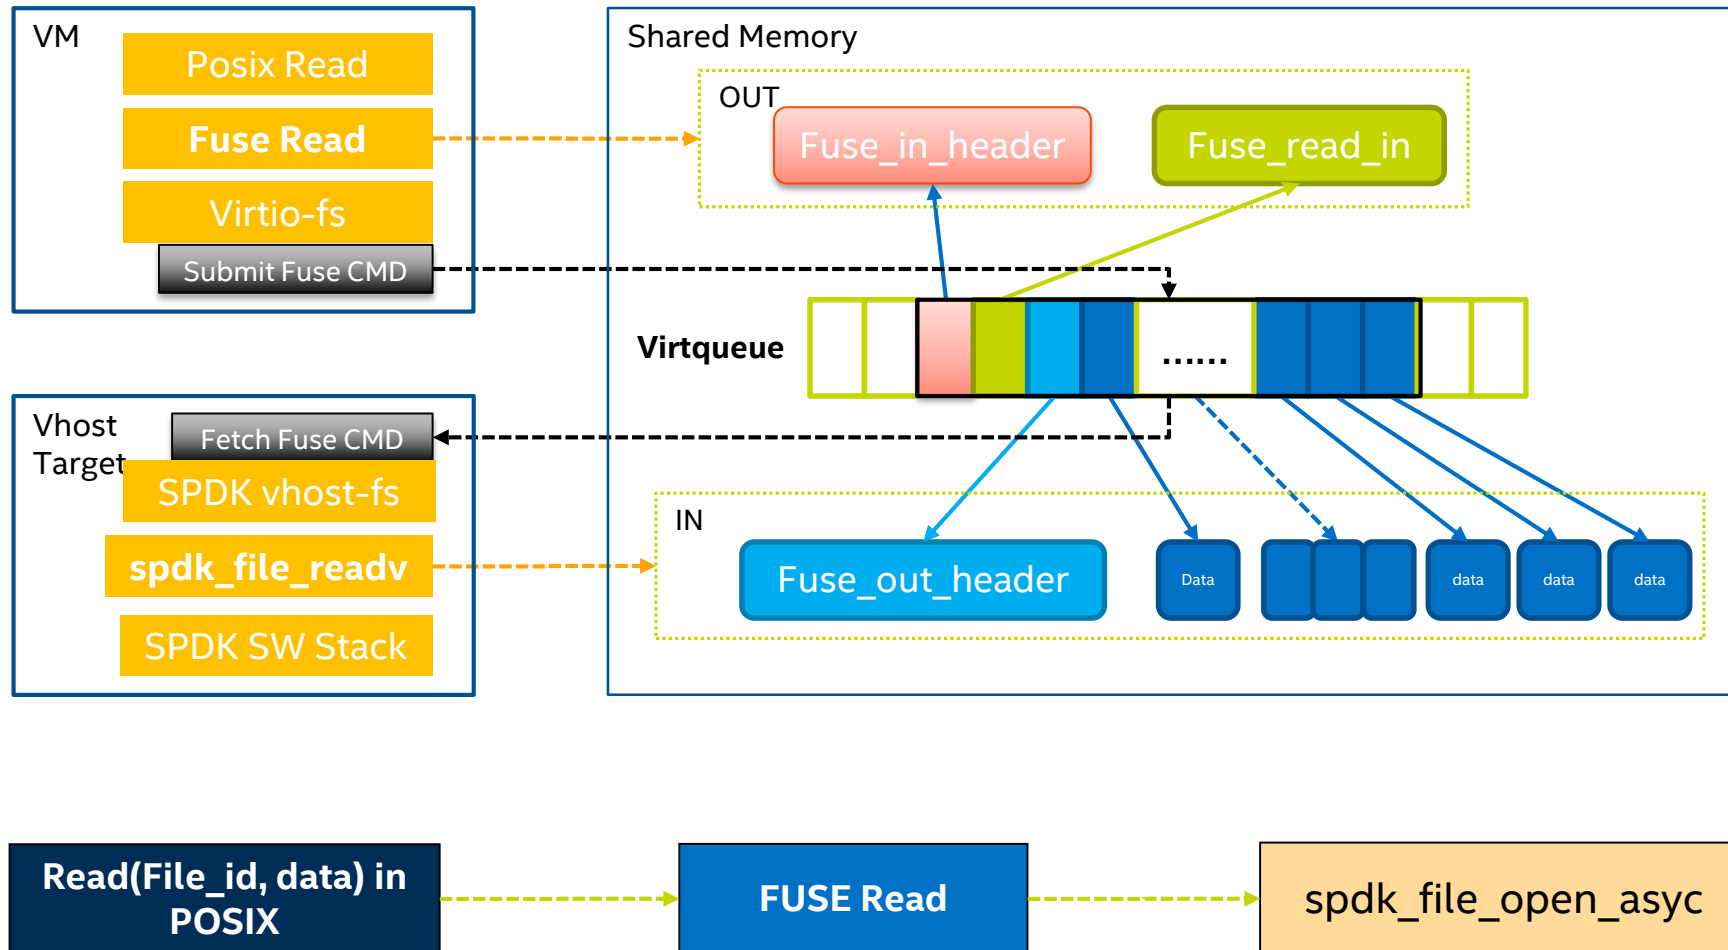 VM
Posix Read
Fuse Read
Virtio-fs
Submit Fuse CMD
Shared Memory
OUT
Fuse_in_header
Fuse_read_in
Virtqueue
......
Vhost
Target
Fetch Fuse CMD
SPDK vhost-fs
spdk_file_readv
SPDK SW Stack
IN
Fuse_out_header
Data
data
data
data
Read(File_id, data) in
POSIX
FUSE Read
spdk_file_open_asyc